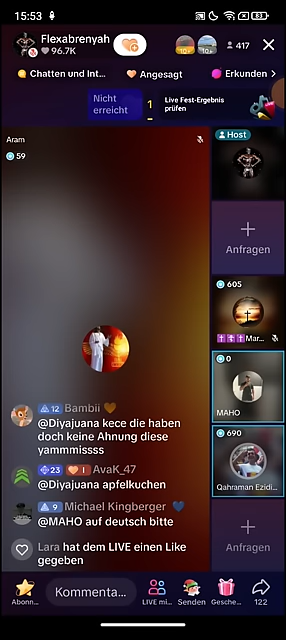 15:53
83
Flexabrenyah
96.7K
10+
10+
417
Chatten und Int...
Angesagt
Erkunden
Nicht
erreicht
1
Live Fest-Ergebnis
prüfen
Aram
59
Host
Anfragen
605
Mar...
0
MAHO
690
Qahraman Ezidi...
Anfragen
12 Bambii
@Diyajuana kece die haben
doch keine Ahnung diese
yammmissss
23 I AvaK_47
@Diyajuana apfelkuchen
9 Michael Kingberger
@MAHO auf deutsch bitte
Lara hat dem LIVE einen Like
gegeben
Abonn...
Kommenta...
LIVE mi...
Senden
Gesche...
122